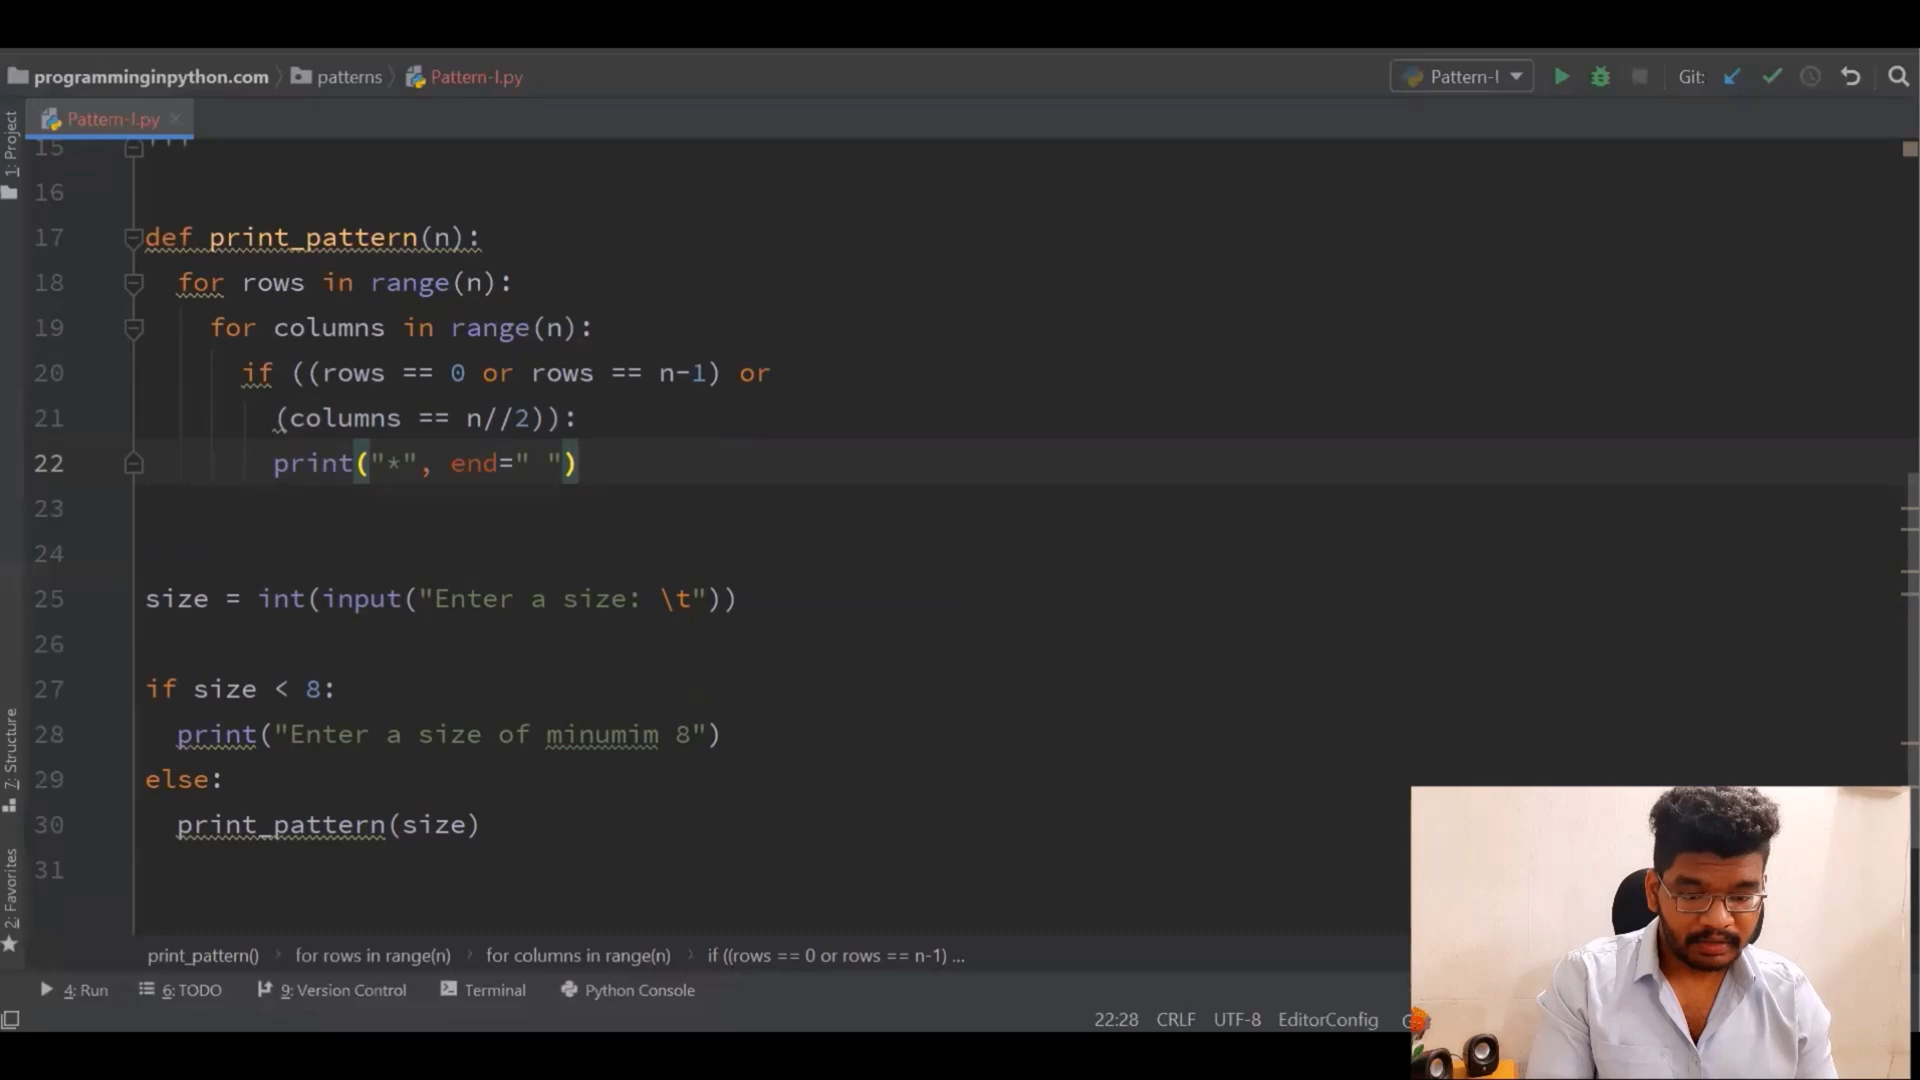 programminginpython.com patterns Pattern-I.py Pattern-I Git:
Pattern-I.py
1: Project
15 '''
16
17 def print_pattern(n):
18 for rows in range(n):
19 for columns in range(n):
20 if ((rows == 0 or rows == n-1) or
21 (columns == n//2)):
22 print("*", end=" ")
23
24
25 size = int(input("Enter a size: \t"))
26
27 if size < 8:
28 print("Enter a size of minumim 8")
29 else:
30 print_pattern(size)
31
7: Structure
2: Favorites
print_pattern() for rows in range(n) for columns in range(n) if ((rows == 0 or rows == n-1) ...
4: Run 6: TODO 9: Version Control Terminal Python Console
22:28 CRLF UTF-8 EditorConfig